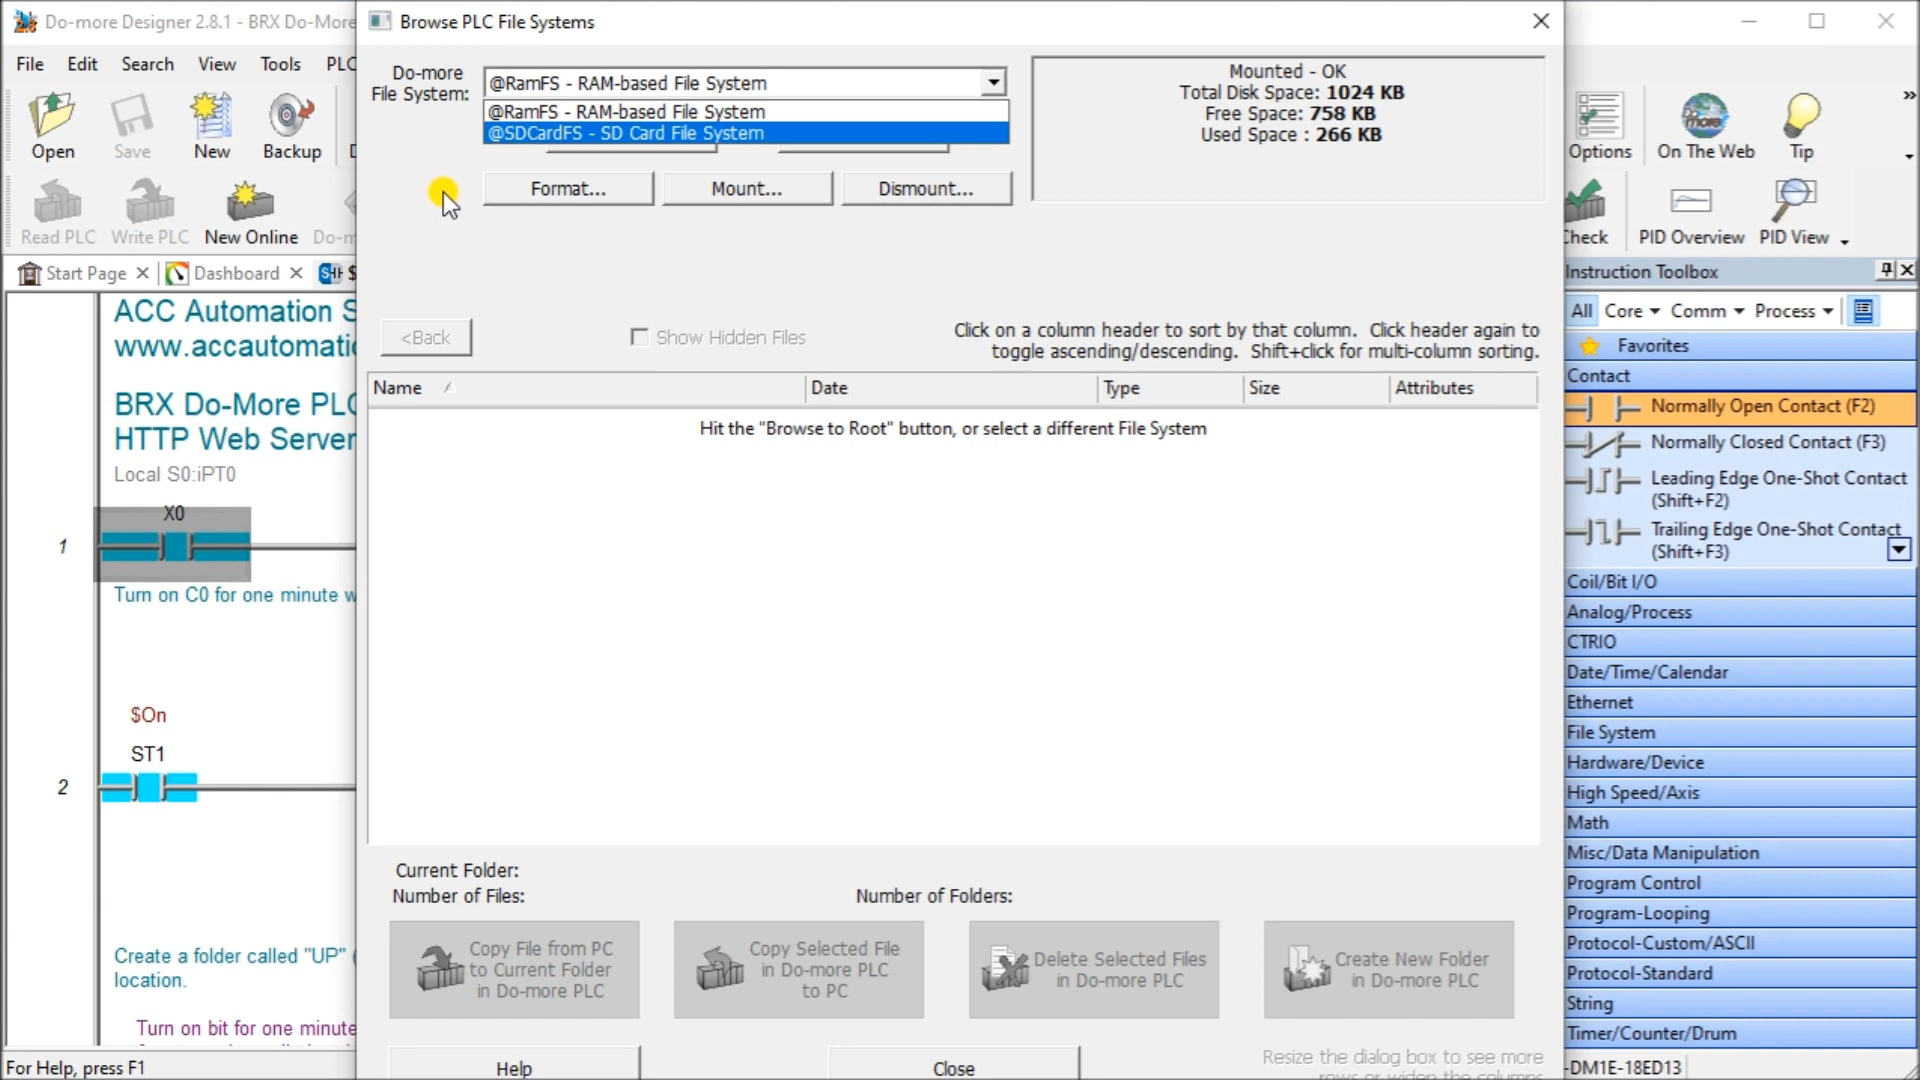 Do-more Designer 2.8.1 - BRX Do-More
File Edit Search View Tools PLC
Open Save New Backup
Read PLC Write PLC New Online Do-m
Start Page Dashboard
ACC Automation S
www.accautomatic
BRX Do-More PLC
HTTP Web Server
Local S0:iPT0
X0
1
Turn on C0 for one minute w
$On
ST1
2
Create a folder called "UP"
location.
Turn on bit for one minute
For Help, press F1
Browse PLC File Systems
Do-more
File System:
@RamFS - RAM-based File System
@RamFS - RAM-based File System
@SDCardFS - SD Card File System
Format... Mount... Dismount...
Mounted - OK
Total Disk Space: 1024 KB
Free Space: 758 KB
Used Space : 266 KB
<Back
Show Hidden Files
Click on a column header to sort by that column. Click header again to
toggle ascending/descending. Shift+click for multi-column sorting.
Name Date Type Size Attributes
Hit the "Browse to Root" button, or select a different File System
Current Folder:
Number of Files: Number of Folders:
Copy File from PC
to Current Folder
in Do-more PLC
Copy Selected File
in Do-more PLC
to PC
Delete Selected Files
in Do-more PLC
Create New Folder
in Do-more PLC
Help Close
Resize the dialog box to see more
rows or widen the columns
Options On The Web Tip
Check PID Overview PID View
Instruction Toolbox
All Core Comm Process
Favorites
Contact
Normally Open Contact (F2)
Normally Closed Contact (F3)
Leading Edge One-Shot Contact
(Shift+F2)
Trailing Edge One-Shot Contact
(Shift+F3)
Coil/Bit I/O
Analog/Process
CTRIO
Date/Time/Calendar
Ethernet
File System
Hardware/Device
High Speed/Axis
Math
Misc/Data Manipulation
Program Control
Program-Looping
Protocol-Custom/ASCII
Protocol-Standard
String
Timer/Counter/Drum
-DM1E-18ED13